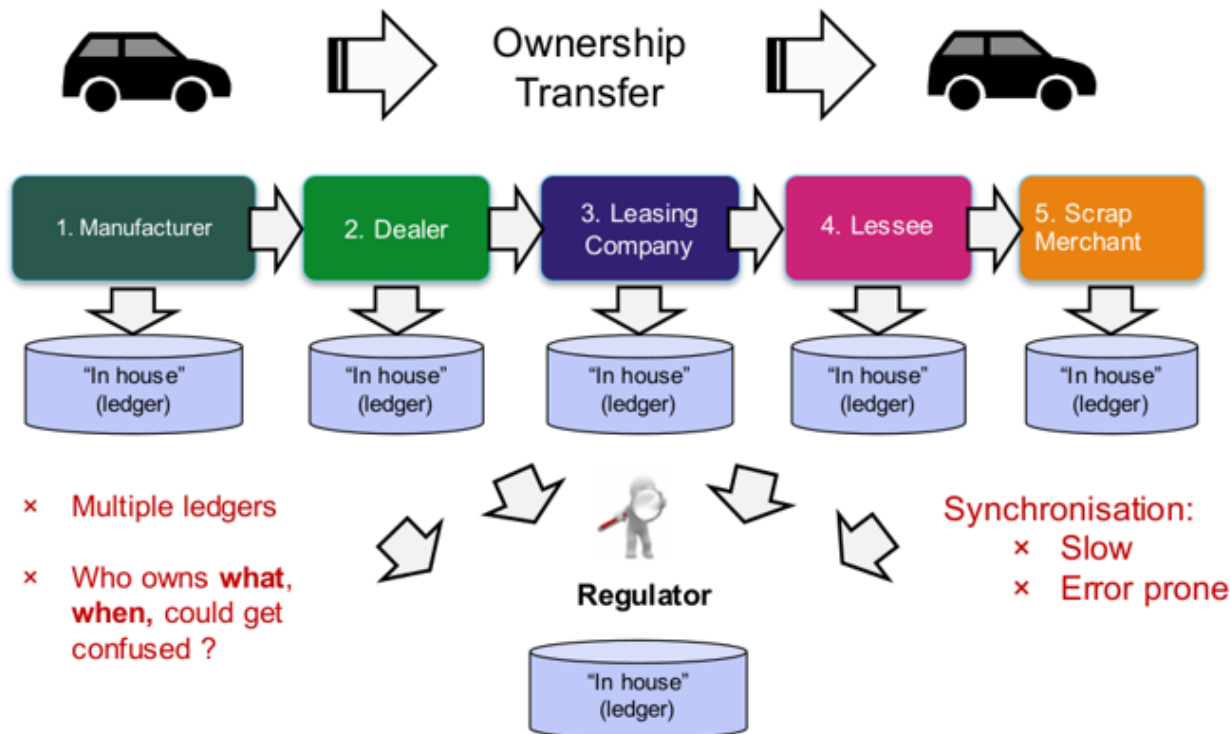 Ownership
Transfer
1. Manufacturer
2. Dealer
3. Leasing
Company
4. Lessee
5. Scrap
Merchant
“In house”
(ledger)
“In house”
(ledger)
“In house”
(ledger)
“In house”
(ledger)
“In house”
(ledger)
× Multiple ledgers
× Who owns what,
when, could get
confused ?
Regulator
“In house”
(ledger)
Synchronisation:
× Slow
× Error prone